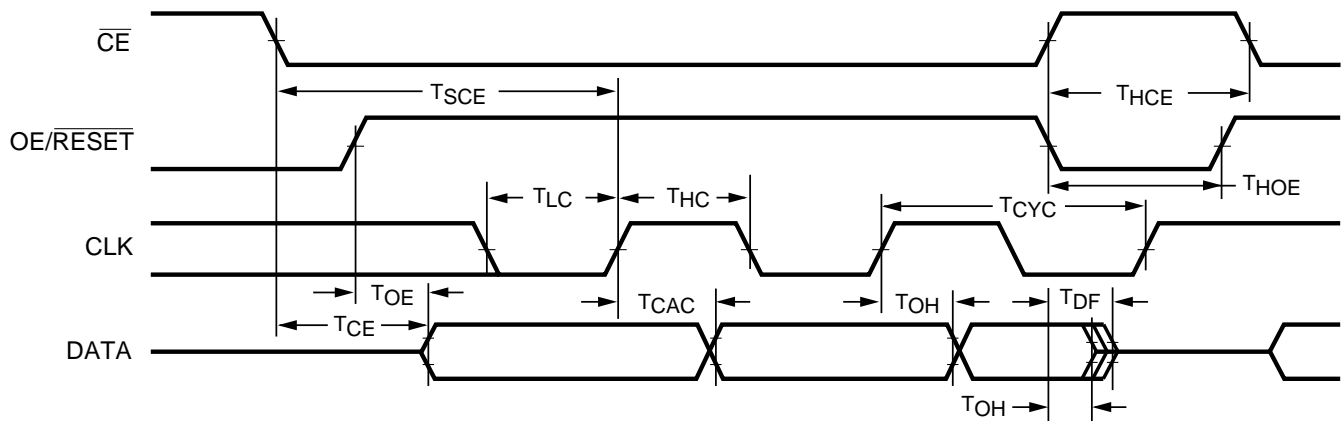 CE
TSCE
THCE
OE/RESET
TLC
THC
TCYC
THOE
CLK
TOE
TCAC
TOH
TDF
TCE
DATA
TOH